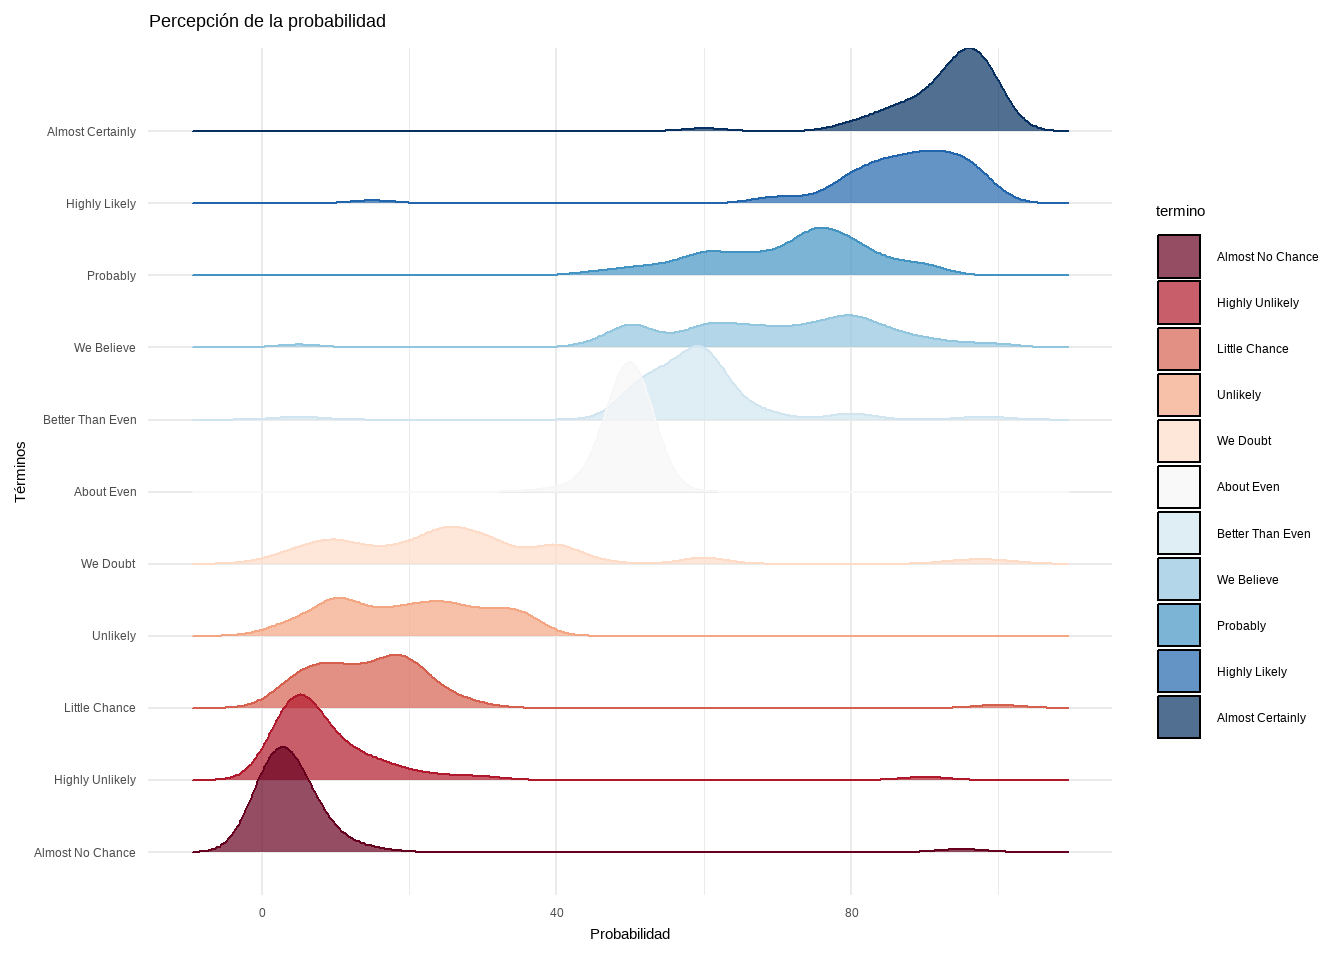 Percepción de la probabilidad
Términos
Almost Certainly
Highly Likely
Probably
We Believe
Better Than Even
About Even
We Doubt
Unlikely
Little Chance
Highly Unlikely
Almost No Chance
0
40
80
Probabilidad
termino
Almost No Chance
Highly Unlikely
Little Chance
Unlikely
We Doubt
About Even
Better Than Even
We Believe
Probably
Highly Likely
Almost Certainly